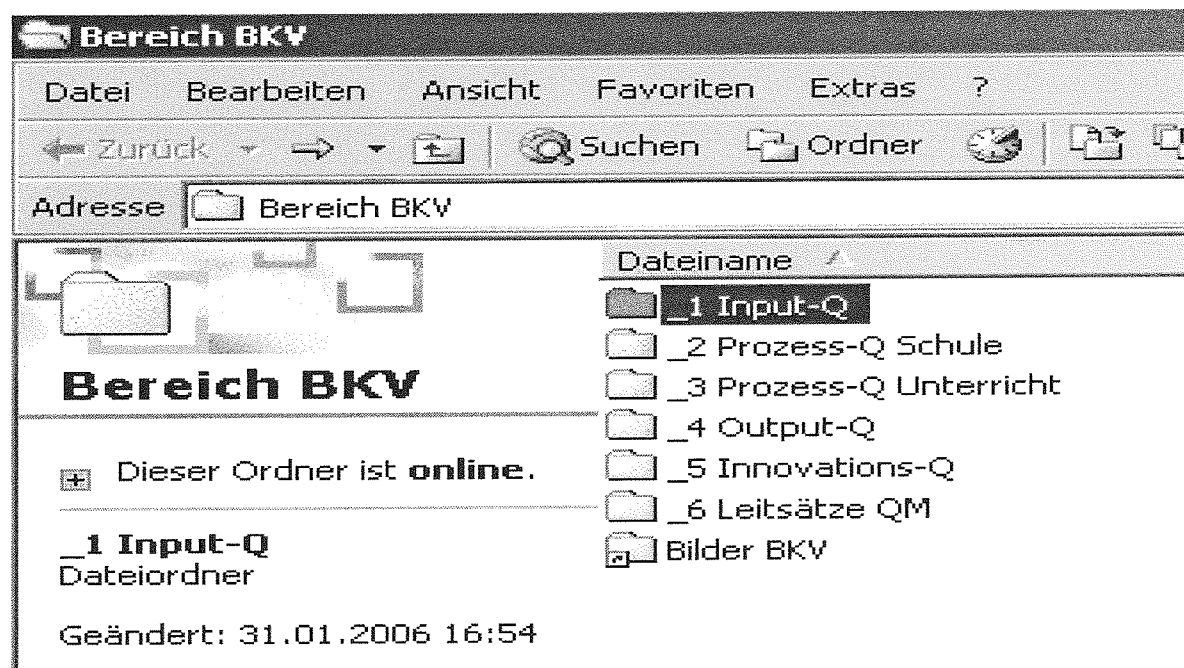 Bereich BKV
Datei Bearbeiten Ansicht Favoriten Extras ?
Zurück Suchen Ordner
Adresse Bereich BKV
Bereich BKV
Dieser Ordner ist online.
_1 Input-Q
Dateiordner
Geändert: 31.01.2006 16:54
Dateiname
_1 Input-Q
_2 Prozess-Q Schule
_3 Prozess-Q Unterricht
_4 Output-Q
_5 Innovations-Q
_6 Leitsätze QM
Bilder BKV